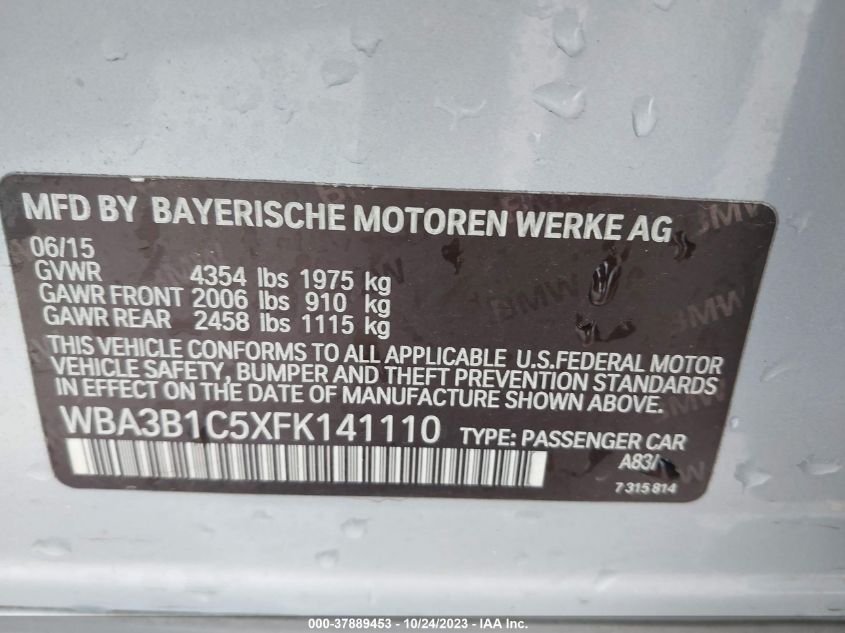 MFD BY BAYERISCHE MOTOREN WERKE AG
06/15
GVWR 4354 lbs 1975 kg
GAWR FRONT 2006 lbs 910 kg
GAWR REAR 2458 lbs 1115 kg
THIS VEHICLE CONFORMS TO ALL APPLICABLE U.S.FEDERAL MOTOR
VEHICLE SAFETY, BUMPER AND THEFT PREVENTION STANDARDS
IN EFFECT ON THE DATE OF MANUFACTURE SHOWN ABOVE.
WBA3B1C5XFK141110 TYPE: PASSENGER CAR
A83/
7 315 814
000-37889453 - 10/24/2023 - IAA Inc.